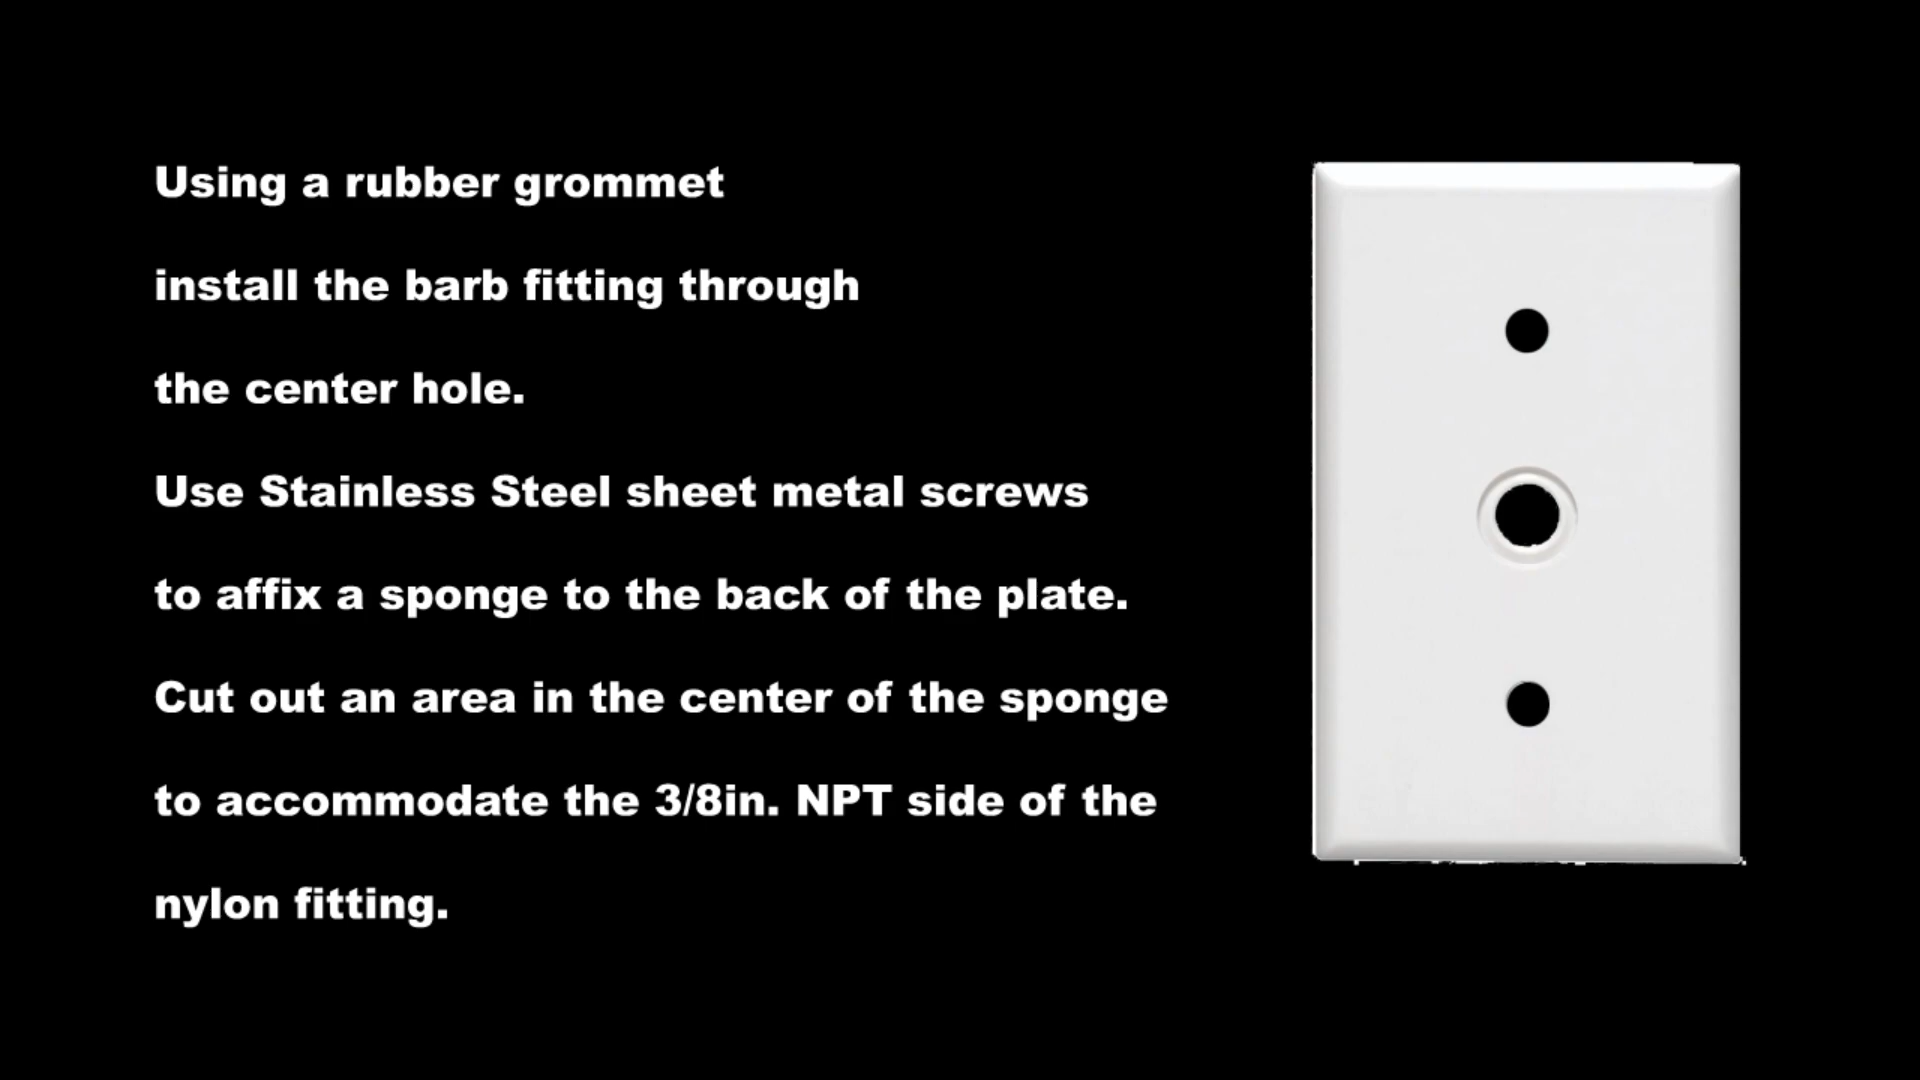 Using a rubber grommet
install the barb fitting through
the center hole.
Use Stainless Steel sheet metal screws
to affix a sponge to the back of the plate.
Cut out an area in the center of the sponge
to accommodate the 3/8in. NPT side of the
nylon fitting.